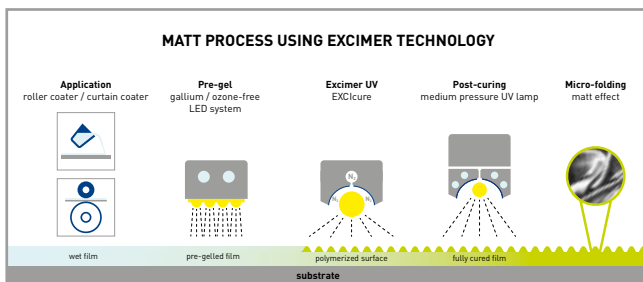 MATT PROCESS USING EXCIMER TECHNOLOGY
Application
roller coater / curtain coater
Pre-gel
gallium / ozone-free
LED system
Excimer UV
EXCIcure
Post-curing
medium pressure UV lamp
Micro-folding
matt effect
N₂
N₂
N₂
wet film
pre-gelled film
polymerized surface
fully cured film
substrate